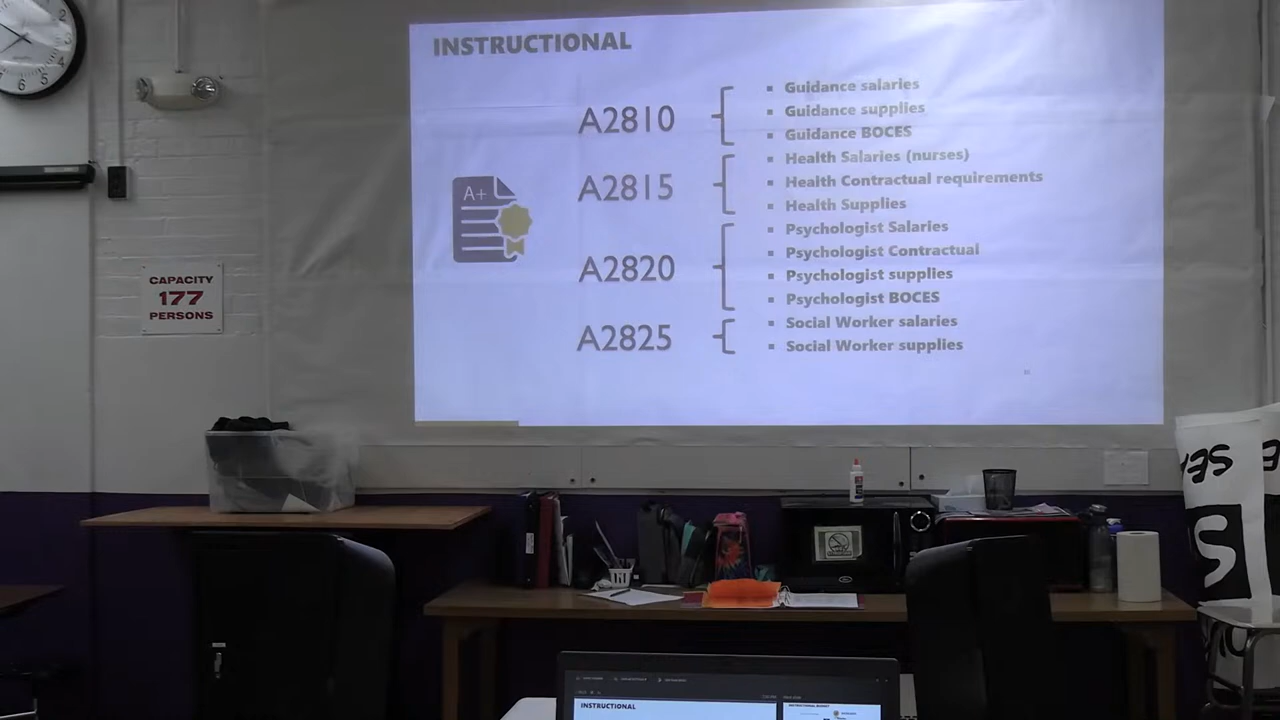 INSTRUCTIONAL
A2810
Guidance salaries
Guidance supplies
Guidance BOCES
A2815
Health Salaries (nurses)
Health Contractual requirements
Health Supplies
A2820
Psychologist Salaries
Psychologist Contractual
Psychologist supplies
Psychologist BOCES
A2825
Social Worker salaries
Social Worker supplies
A+
CAPACITY
177
PERSONS
INSTRUCTIONAL